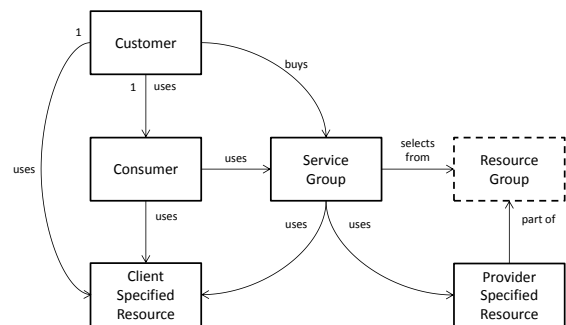 1
Customer
buys
1 uses
uses
Consumer
uses
Service
Group
selects
from
Resource
Group
uses
uses
uses
part of
Client
Specified
Resource
Provider
Specified
Resource